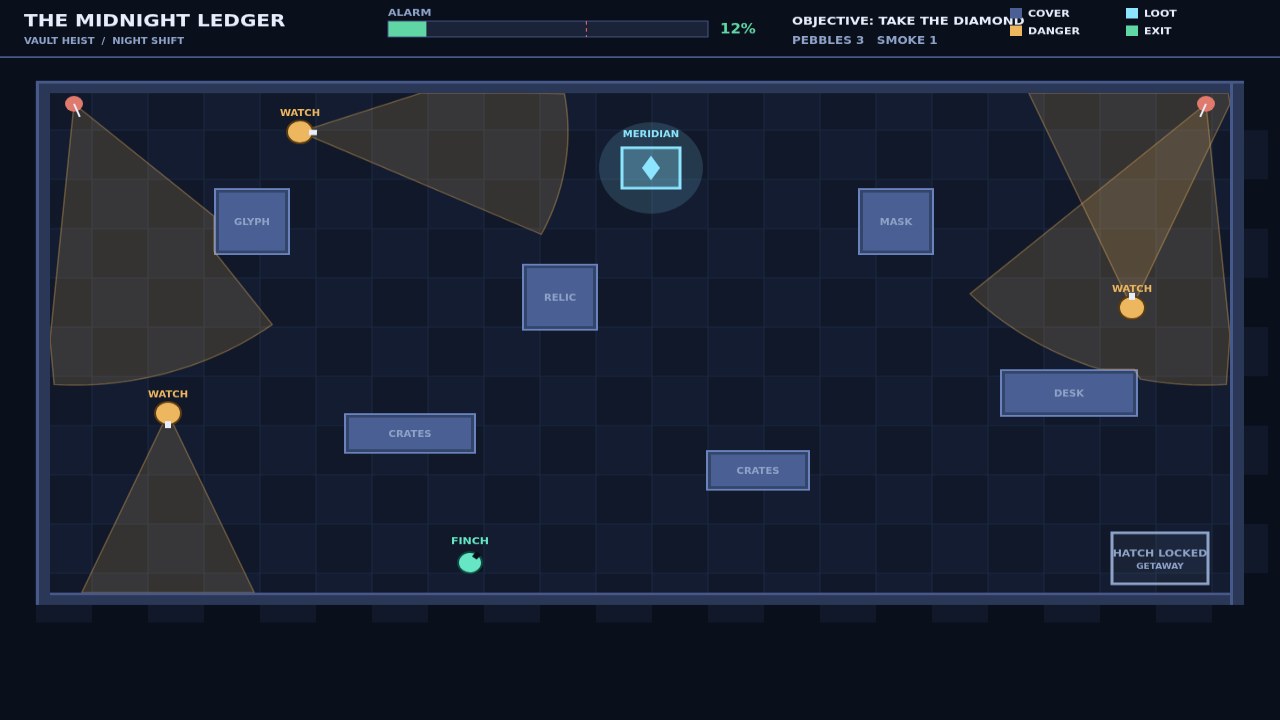 THE MIDNIGHT LEDGER
VAULT HEIST / NIGHT SHIFT
ALARM
12%
OBJECTIVE: TAKE THE DIAMOND
PEBBLES 3 SMOKE 1
COVER
LOOT
DANGER
EXIT
WATCH
MERIDIAN
GLYPH
MASK
RELIC
WATCH
WATCH
DESK
CRATES
CRATES
FINCH
HATCH LOCKED
GETAWAY